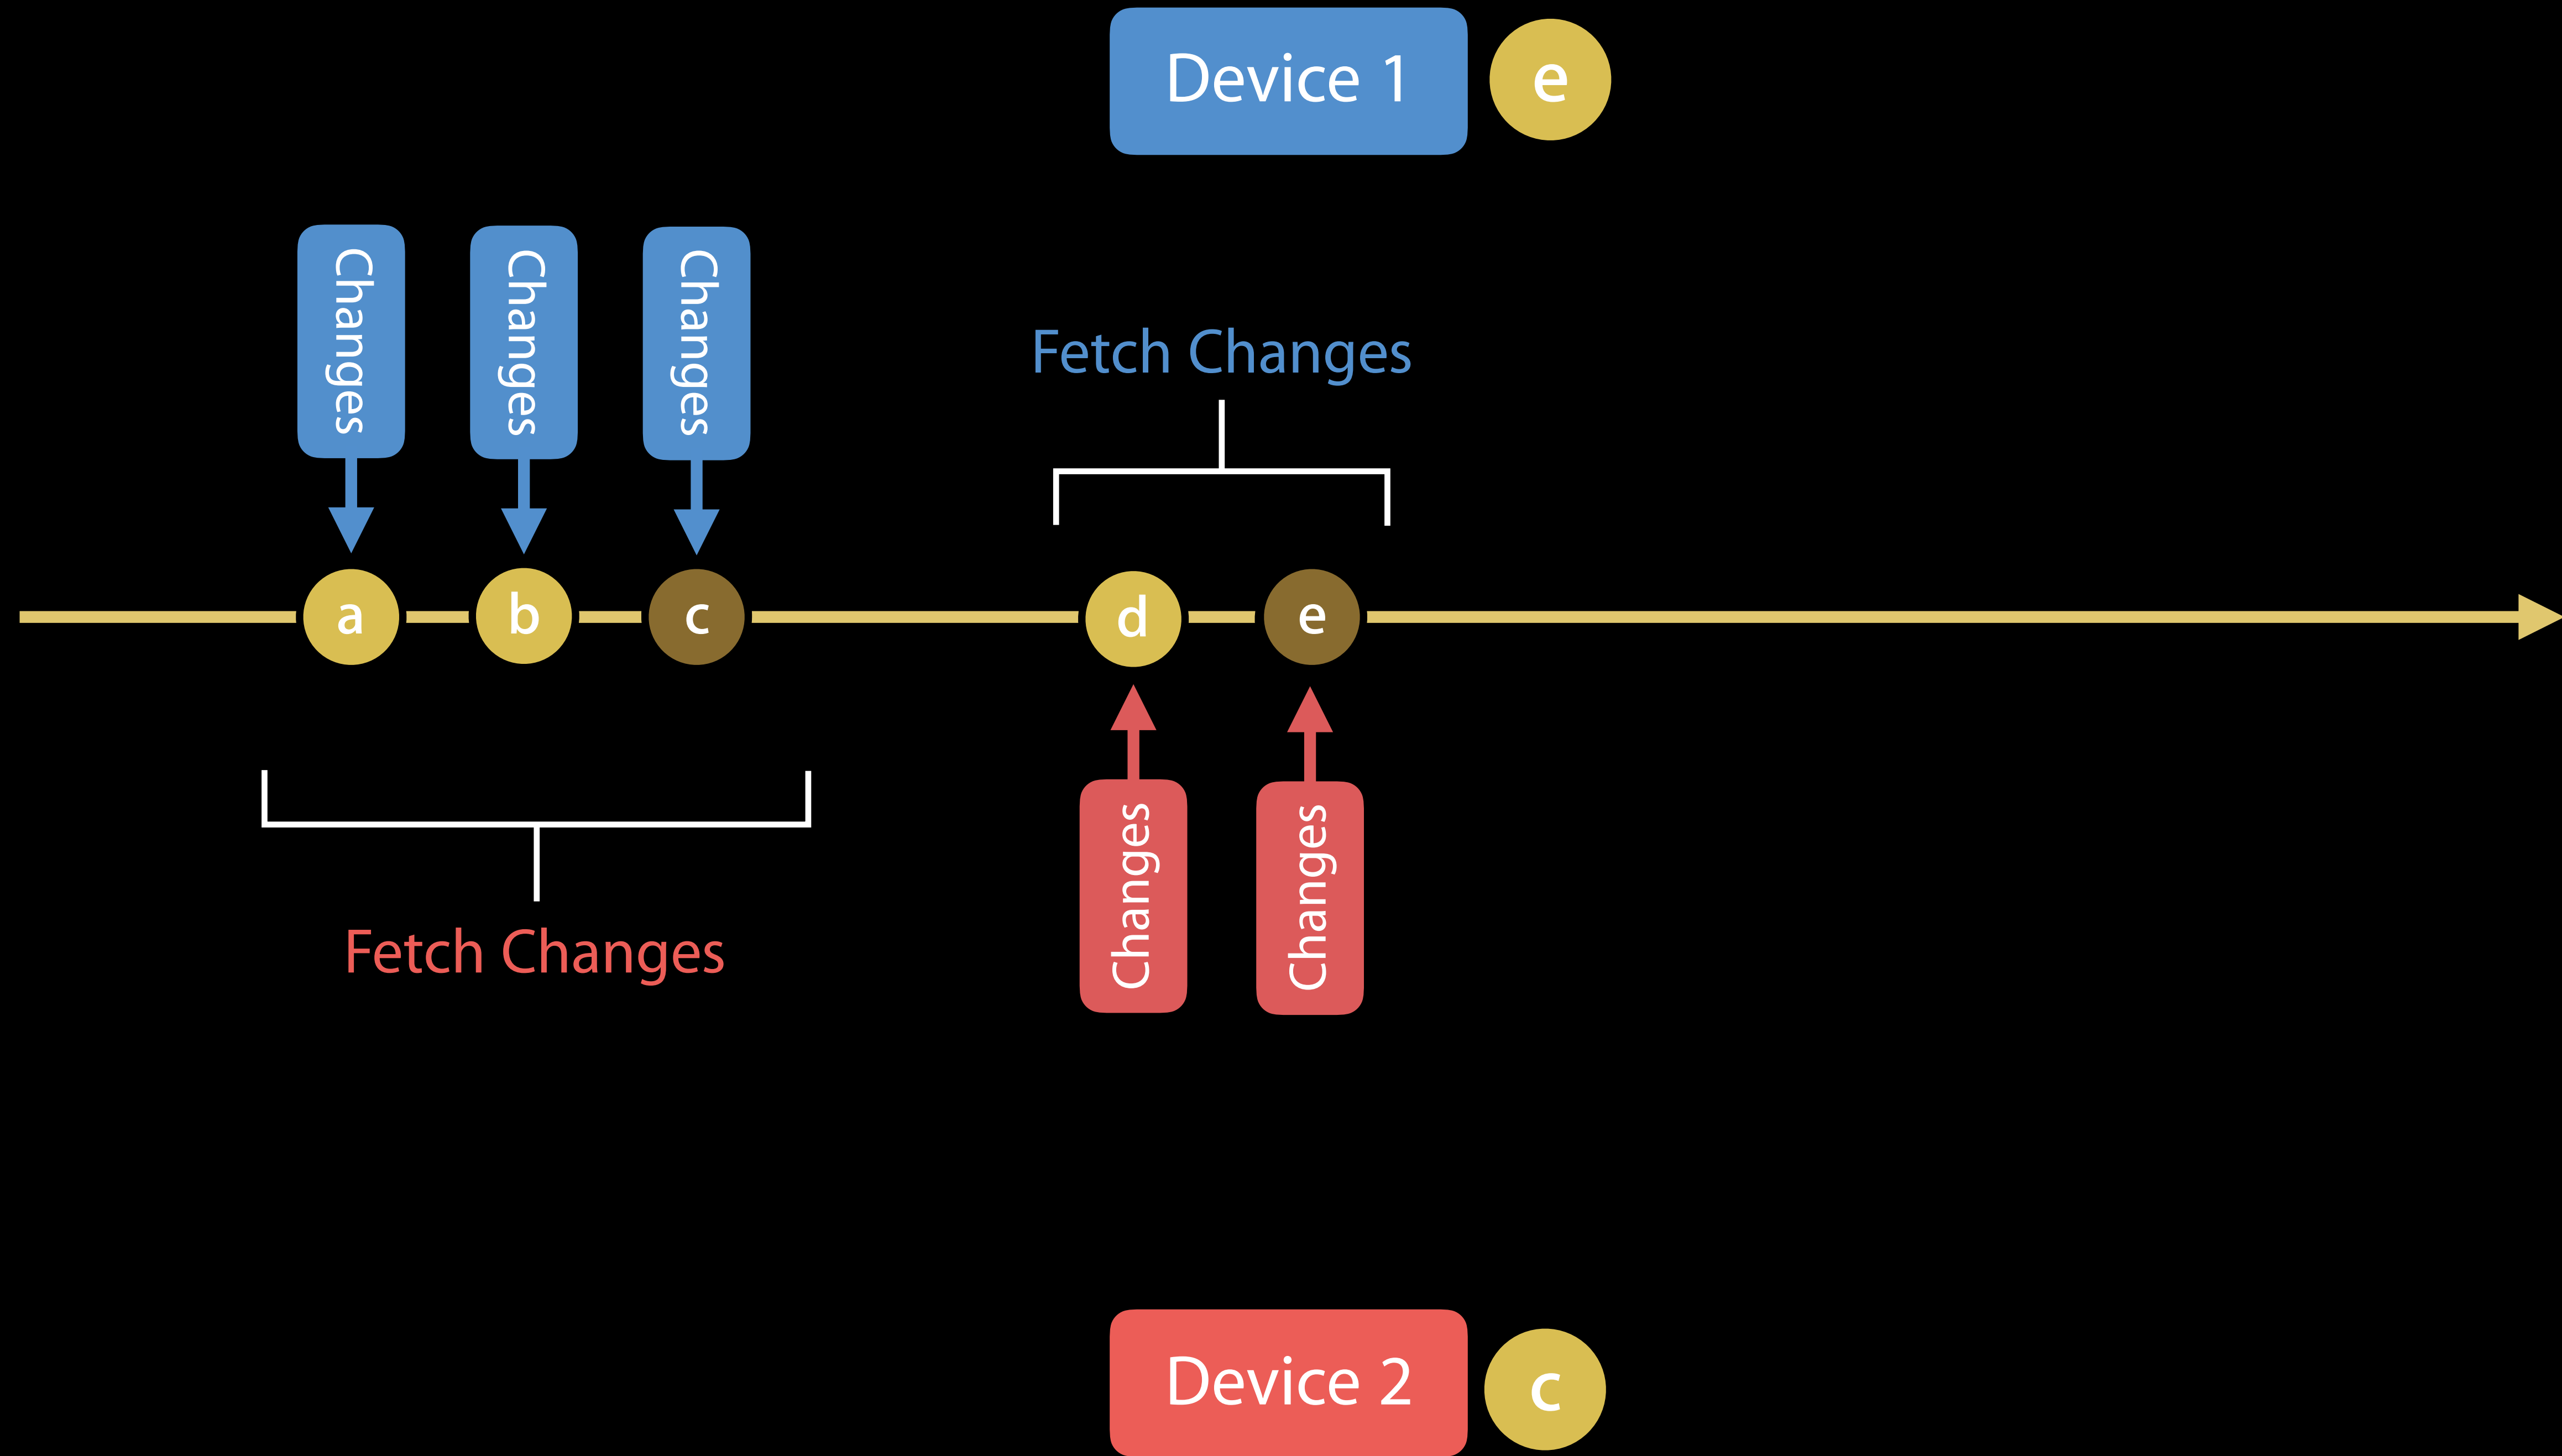 Device 1
e
Changes
Changes
Changes
Fetch Changes
a
b
c
d
e
Changes
Changes
Fetch Changes
Device 2
c